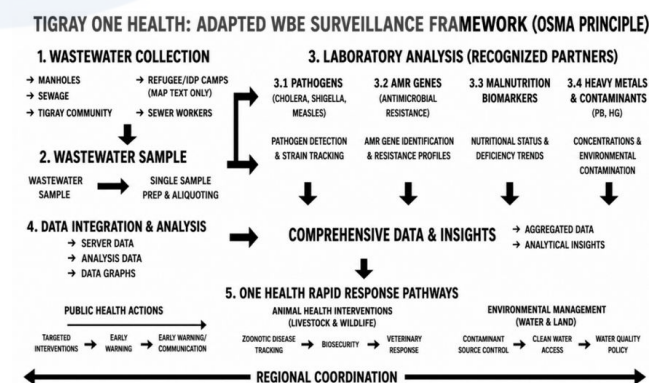 TIGRAY ONE HEALTH: ADAPTED WBE SURVEILLANCE FRAMEWORK (OSMA PRINCIPLE)
1. WASTEWATER COLLECTION
→ MANHOLES
→ SEWAGE
→ TIGRAY COMMUNITY
→ REFUGEE/IDP CAMPS
(MAP TEXT ONLY)
→ SEWER WORKERS
2. WASTEWATER SAMPLE
WASTEWATER
SAMPLE
SINGLE SAMPLE
PREP & ALIQUOTING
3. LABORATORY ANALYSIS (RECOGNIZED PARTNERS)
3.1 PATHOGENS
(CHOLERA, SHIGELLA,
MEASLES)
PATHOGEN DETECTION
& STRAIN TRACKING
3.2 AMR GENES
(ANTIMICROBIAL
RESISTANCE)
AMR GENE IDENTIFICATION
& RESISTANCE PROFILES
3.3 MALNUTRITION
BIOMARKERS
NUTRITIONAL STATUS &
DEFICIENCY TRENDS
3.4 HEAVY METALS
& CONTAMINANTS
(PB, HG)
CONCENTRATIONS &
ENVIRONMENTAL
CONTAMINATION
4. DATA INTEGRATION & ANALYSIS
→ SERVER DATA
→ ANALYSIS DATA
→ DATA GRAPHS
COMPREHENSIVE DATA & INSIGHTS
→ AGGREGATED DATA
→ ANALYTICAL INSIGHTS
5. ONE HEALTH RAPID RESPONSE PATHWAYS
PUBLIC HEALTH ACTIONS
TARGETED
INTERVENTIONS
EARLY
WARNING
EARLY WARNING/
COMMUNICATION
ANIMAL HEALTH INTERVENTIONS
(LIVESTOCK & WILDLIFE)
ZOONOTIC DISEASE
TRACKING
BIOSECURITY
VETERINARY
RESPONSE
ENVIRONMENTAL MANAGEMENT
(WATER & LAND)
CONTAMINANT
SOURCE CONTROL
CLEAN WATER
ACCESS
WATER QUALITY
POLICY
REGIONAL COORDINATION